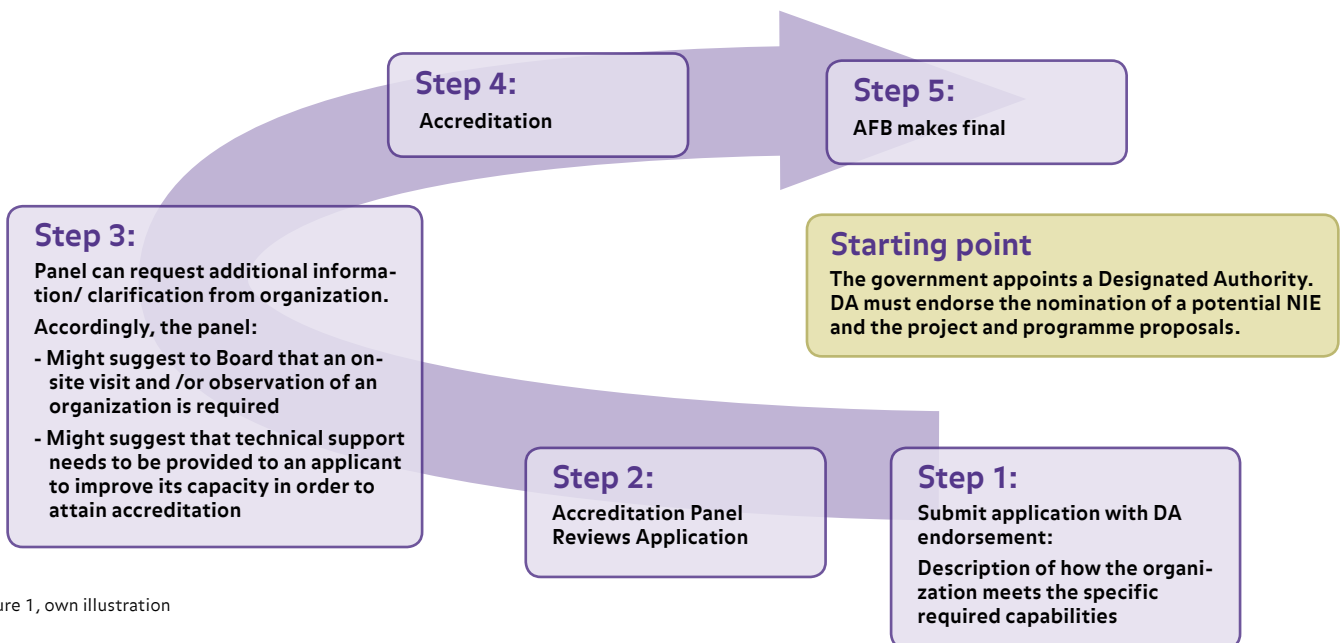 Step 4:
Accreditation
Step 5:
AFB makes final
Step 3:
Panel can request additional informa-
tion/ clarification from organization.
Accordingly, the panel:
- Might suggest to Board that an on-
site visit and /or observation of an
organization is required
- Might suggest that technical support
needs to be provided to an applicant
to improve its capacity in order to
attain accreditation
Starting point
The government appoints a Designated Authority.
DA must endorse the nomination of a potential NIE
and the project and programme proposals.
Step 2:
Accreditation Panel
Reviews Application
Step 1:
Submit application with DA
endorsement:
Description of how the organi-
zation meets the specific
required capabilities
ure 1, own illustration